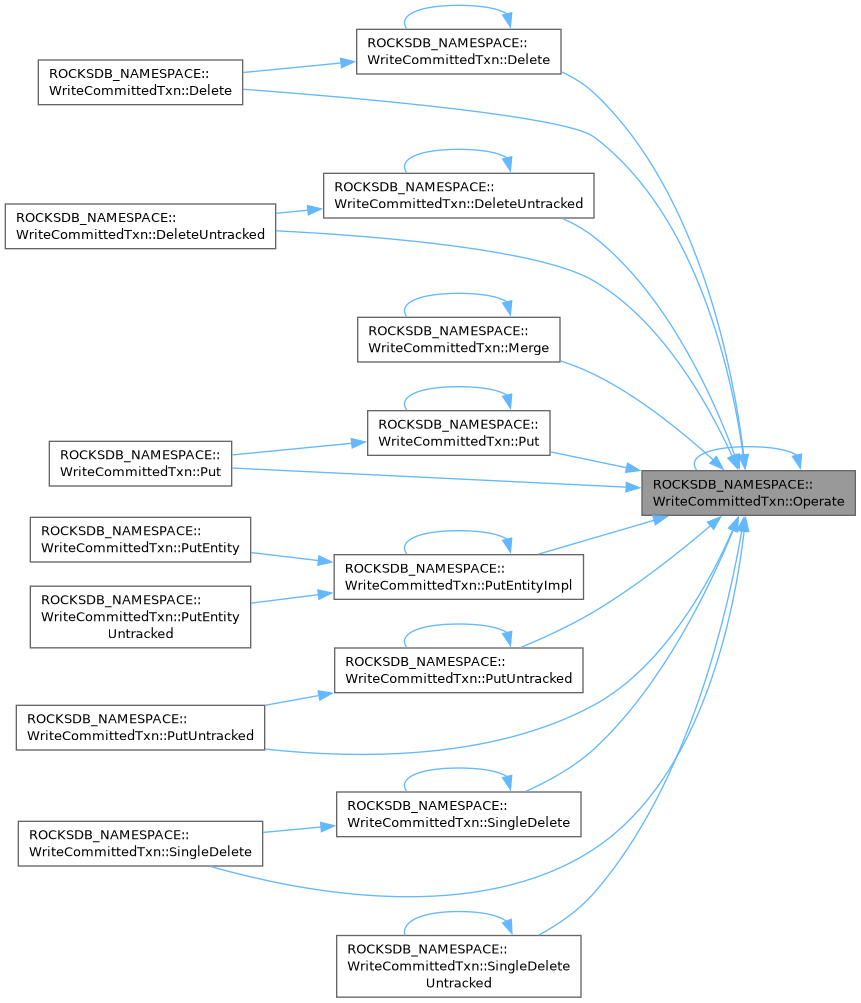 ROCKSDB_NAMESPACE::
WriteCommittedTxn::Delete
ROCKSDB_NAMESPACE::
WriteCommittedTxn::Delete
ROCKSDB_NAMESPACE::
WriteCommittedTxn::DeleteUntracked
ROCKSDB_NAMESPACE::
WriteCommittedTxn::DeleteUntracked
ROCKSDB_NAMESPACE::
WriteCommittedTxn::Merge
ROCKSDB_NAMESPACE::
WriteCommittedTxn::Put
ROCKSDB_NAMESPACE::
WriteCommittedTxn::Put
ROCKSDB_NAMESPACE::
WriteCommittedTxn::Operate
ROCKSDB_NAMESPACE::
WriteCommittedTxn::PutEntity
ROCKSDB_NAMESPACE::
WriteCommittedTxn::PutEntityImpl
ROCKSDB_NAMESPACE::
WriteCommittedTxn::PutEntity
Untracked
ROCKSDB_NAMESPACE::
WriteCommittedTxn::PutUntracked
ROCKSDB_NAMESPACE::
WriteCommittedTxn::PutUntracked
ROCKSDB_NAMESPACE::
WriteCommittedTxn::SingleDelete
ROCKSDB_NAMESPACE::
WriteCommittedTxn::SingleDelete
ROCKSDB_NAMESPACE::
WriteCommittedTxn::SingleDelete
Untracked